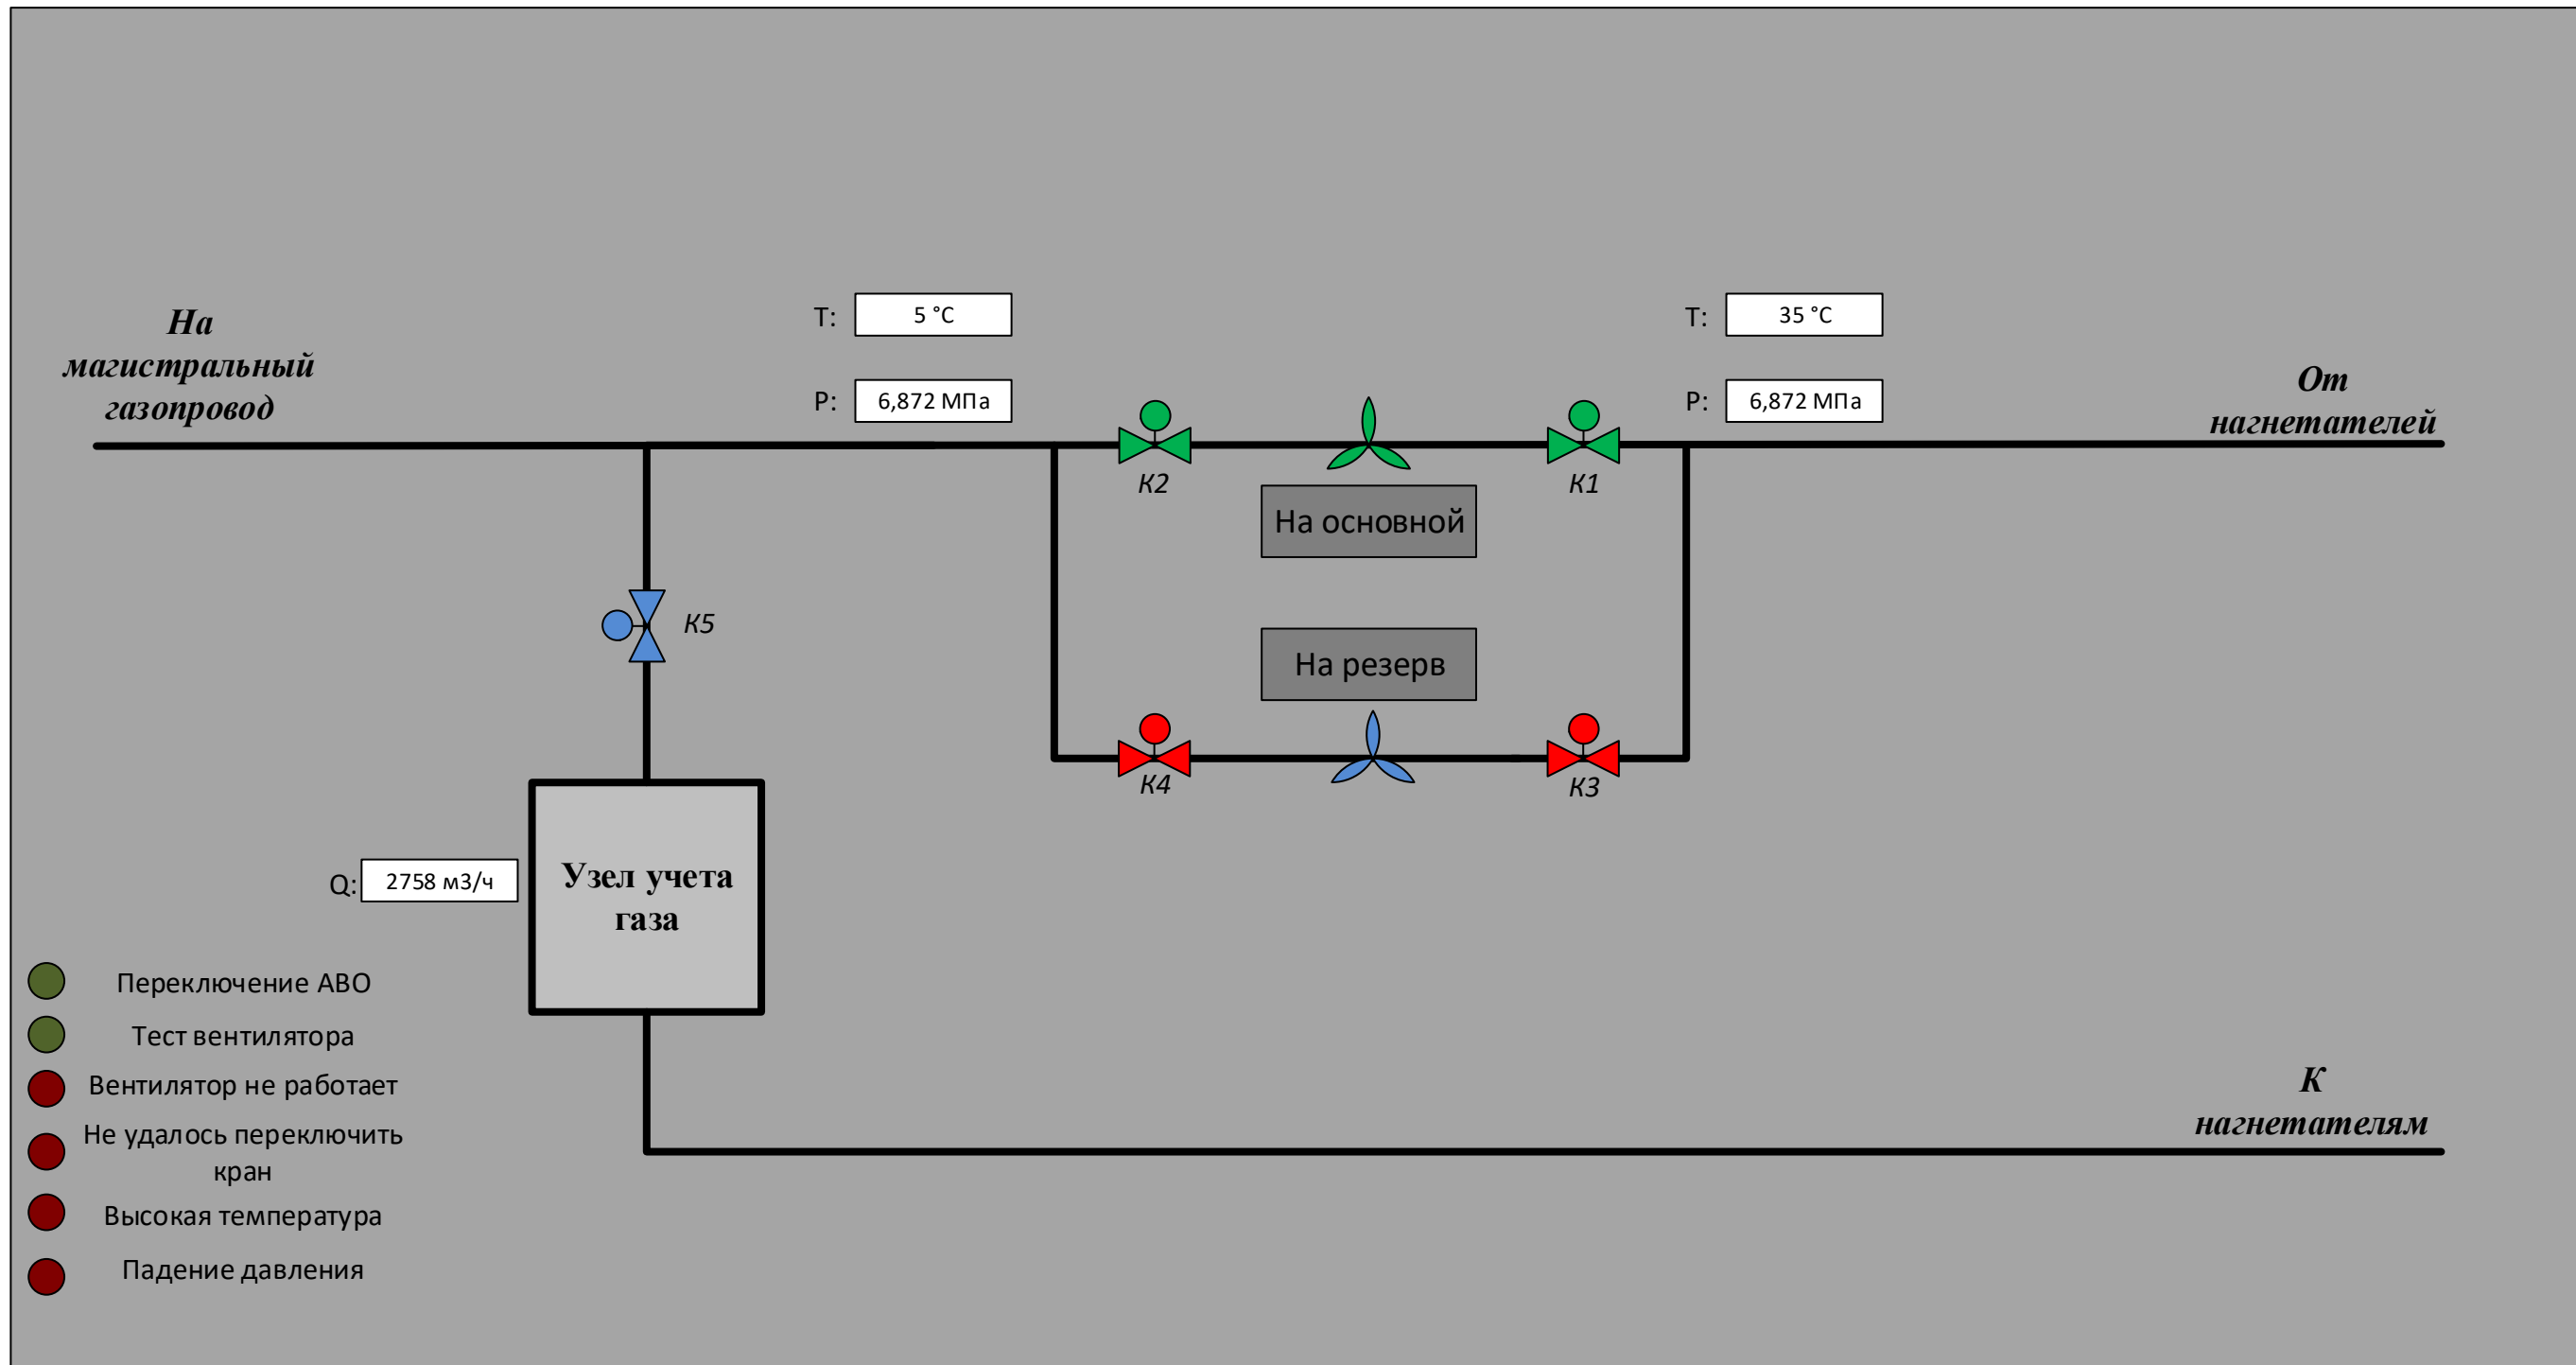 На
магистральный
газопровод
T: 5 °C
P: 6,872 МПа
T: 35 °C
P: 6,872 МПа
От
нагнетателей
К2
К1
На основной
К5
На резерв
К4
К3
Узел учета
газа
Q: 2758 м3/ч
Переключение АВО
Тест вентилятора
Вентилятор не работает
Не удалось переключить
кран
Высокая температура
Падение давления
К
нагнетателям